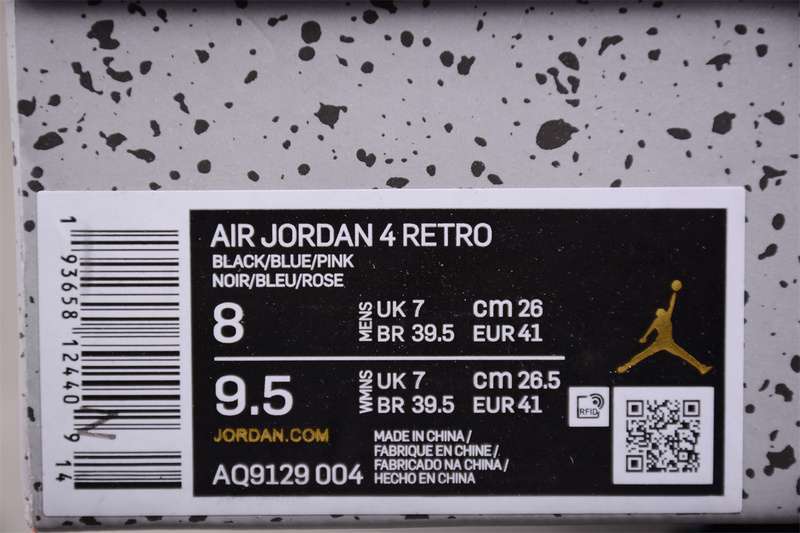 AIR JORDAN 4 RETRO
BLACK/BLUE/PINK
NOIR/BLEU/ROSE
8 MENS UK 7 cm 26
BR 39.5 EUR 41
9.5 WMNS UK 7 cm 26.5
BR 39.5 EUR 41
JORDAN.COM
AQ9129 004
MADE IN CHINA /
FABRIQUE EN CHINE /
FABRICADO NA CHINA /
HECHO EN CHINA
RFID
1 93658 12440 9 14